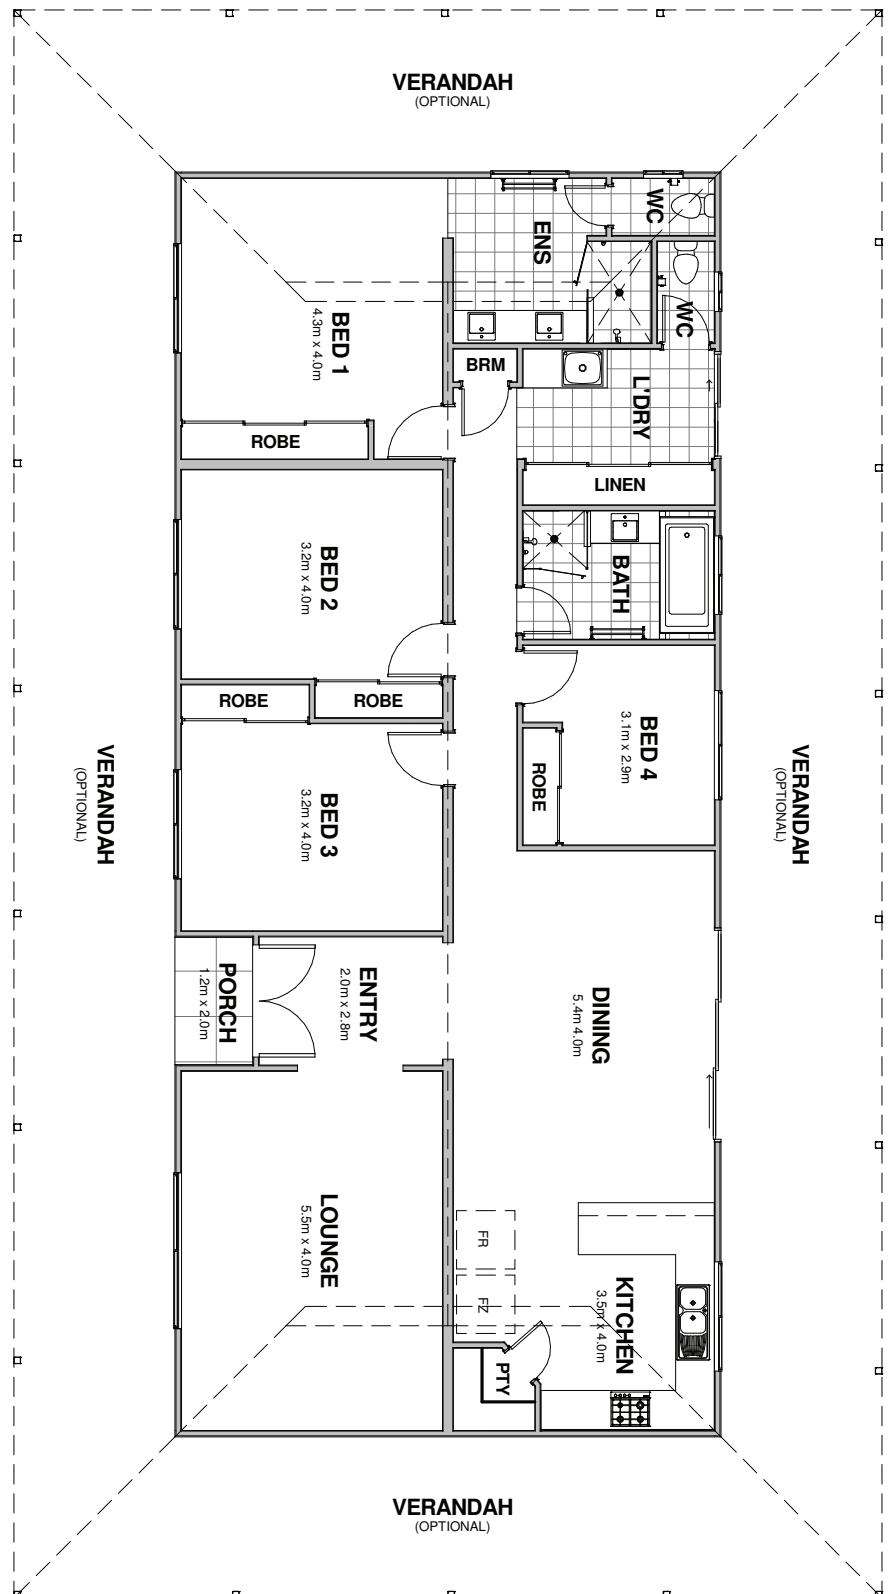 VERANDAH
(OPTIONAL)
WC
ENS
WC
BED 1
4.3m x 4.0m
BRM
L'DRY
ROBE
LINEN
BED 2
3.2m x 4.0m
BATH
ROBE
ROBE
BED 4
3.1m x 2.9m
ROBE
VERANDAH
(OPTIONAL)
VERANDAH
(OPTIONAL)
BED 3
3.2m x 4.0m
PORCH
1.2m x 2.0m
ENTRY
2.0m x 2.8m
DINING
5.4m 4.0m
LOUNGE
5.5m x 4.0m
FR
FZ
KITCHEN
3.5m x 4.0m
PTY
VERANDAH
(OPTIONAL)